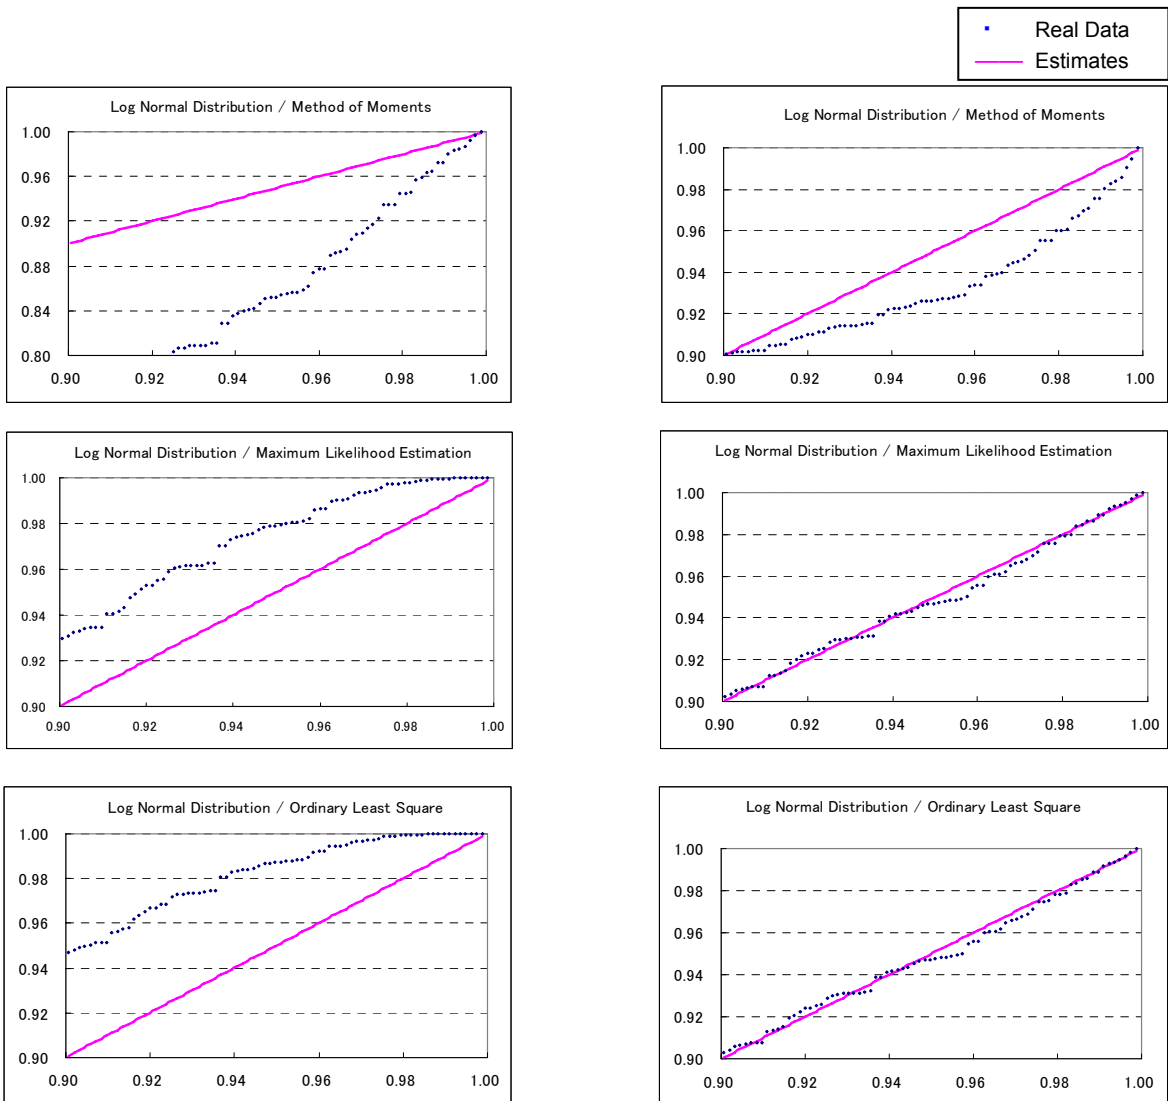 Real Data
Estimates
Log Normal Distribution / Method of Moments
1.00
0.96
0.92
0.88
0.84
0.80
0.90 0.92 0.94 0.96 0.98 1.00
Log Normal Distribution / Method of Moments
1.00
0.98
0.96
0.94
0.92
0.90
0.90 0.92 0.94 0.96 0.98 1.00
Log Normal Distribution / Maximum Likelihood Estimation
1.00
0.98
0.96
0.94
0.92
0.90
0.90 0.92 0.94 0.96 0.98 1.00
Log Normal Distribution / Maximum Likelihood Estimation
1.00
0.98
0.96
0.94
0.92
0.90
0.90 0.92 0.94 0.96 0.98 1.00
Log Normal Distribution / Ordinary Least Square
1.00
0.98
0.96
0.94
0.92
0.90
0.90 0.92 0.94 0.96 0.98 1.00
Log Normal Distribution / Ordinary Least Square
1.00
0.98
0.96
0.94
0.92
0.90
0.90 0.92 0.94 0.96 0.98 1.00